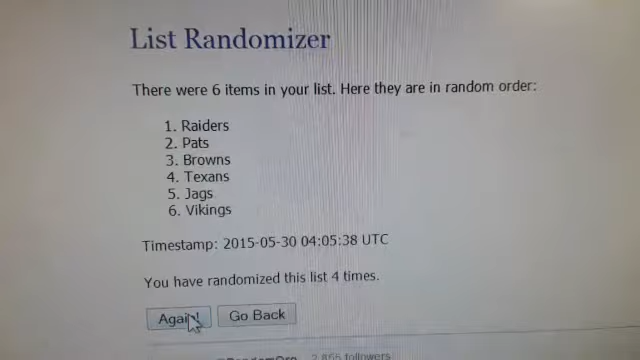 List Randomizer
There were 6 items in your list. Here they are in random order:
1. Raiders
2. Pats
3. Browns
4. Texans
5. Jags
6. Vikings
Timestamp: 2015-05-30 04:05:38 UTC
You have randomized this list 4 times.
Again! Go Back
followers